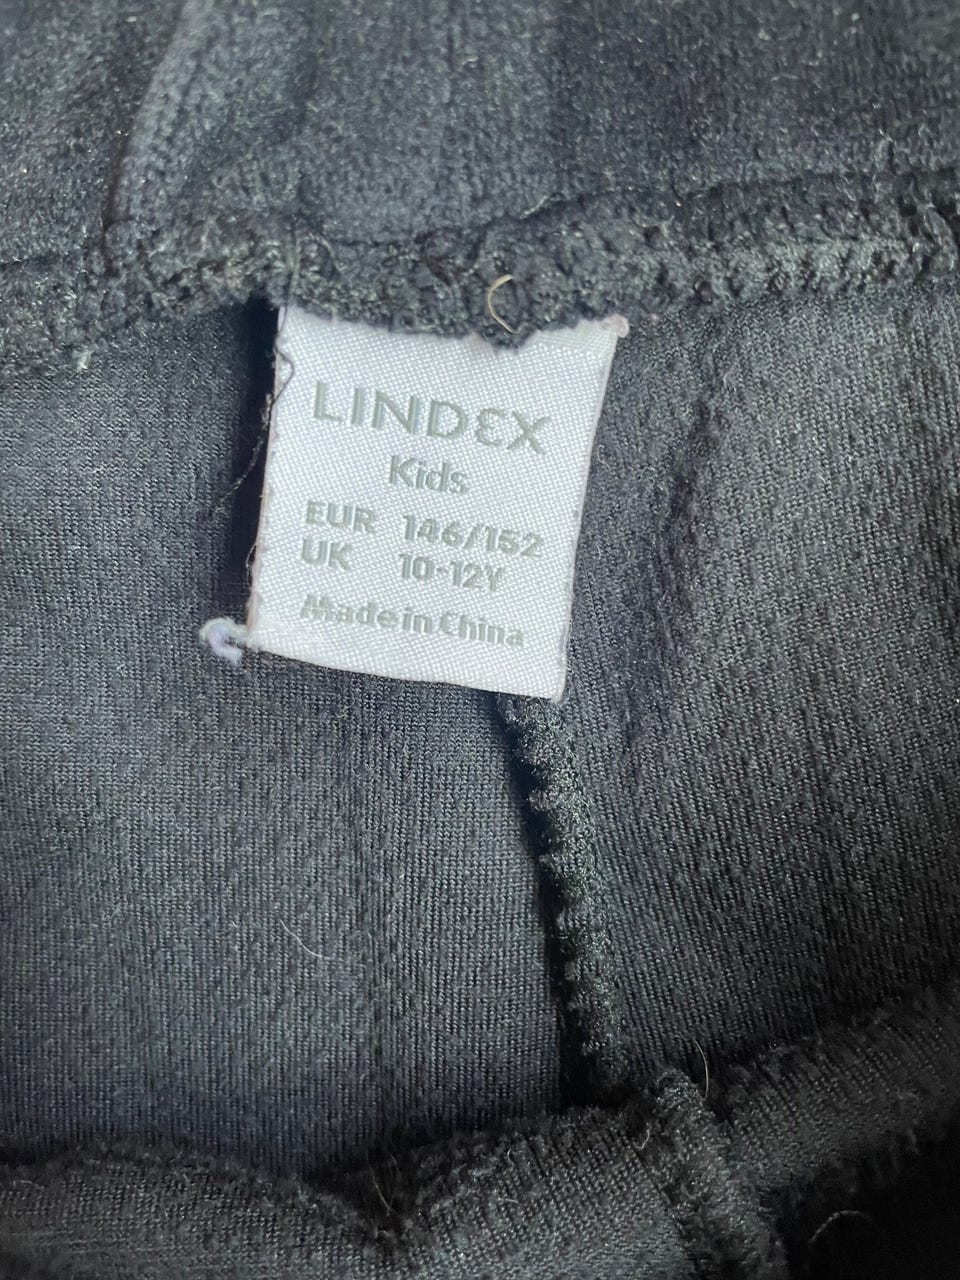 LINDEX
Kids
EUR 146/152
UK 10-12Y
Made in China